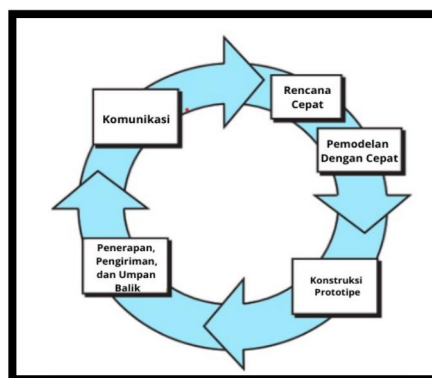 Komunikasi
Rencana
Cepat
Pemodelan
Dengan Cepat
Konstruksi
Prototipe
Penerapan,
Pengiriman,
dan Umpan
Balik